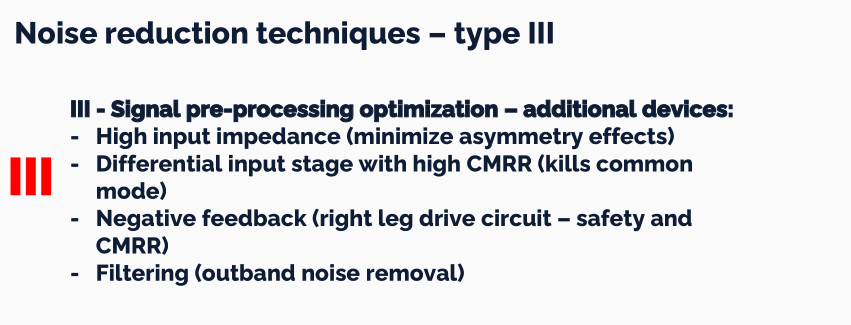 Noise reduction techniques – type III
III - Signal pre-processing optimization – additional devices:
- High input impedance (minimize asymmetry effects)
- Differential input stage with high CMRR (kills common
mode)
III
- Negative feedback (right leg drive circuit – safety and
CMRR)
- Filtering (outband noise removal)